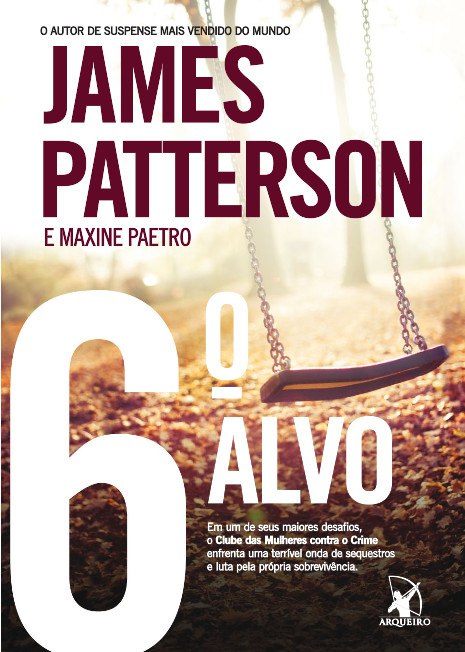 O AUTOR DE SUSPENSE MAIS VENDIDO DO MUNDO
JAMES
PATTERSON
E MAXINE PAETRO
6º
ALVO
Em um de seus maiores desafios,
o Clube das Mulheres contra o Crime
enfrenta uma terrível onda de sequestros
e luta pela própria sobrevivência.
ARQUEIRO